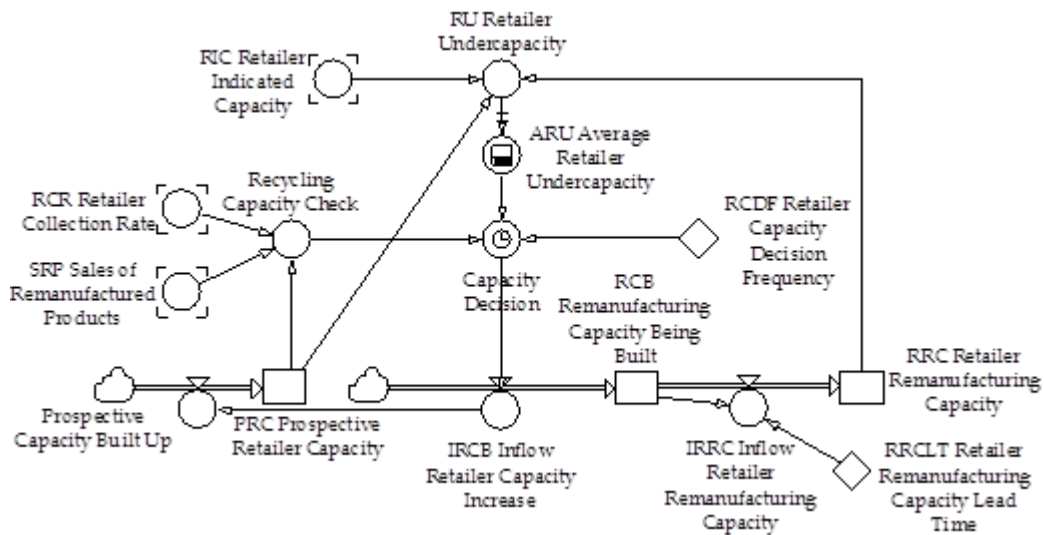 RU Retailer
Undercapacity
RIC Retailer
Indicated
Capacity
ARU Average
Retailer
Undercapacity
Recycling
Capacity Check
RCR Retailer
Collection Rate
RCDF Retailer
Capacity
Decision
Frequency
SRP Sales of
Remanufactured
Products
Capacity
Decision
RCB
Remanufacturing
Capacity Being
Built
RRC Retailer
Remanufacturing
Capacity
Prospective
Capacity Built Up
PRC Prospective
Retailer Capacity
IRCB Inflow
Retailer Capacity
Increase
IRRC Inflow
Retailer
Remanufacturing
Capacity
RRCLT Retailer
Remanufacturing
Capacity Lead
Time